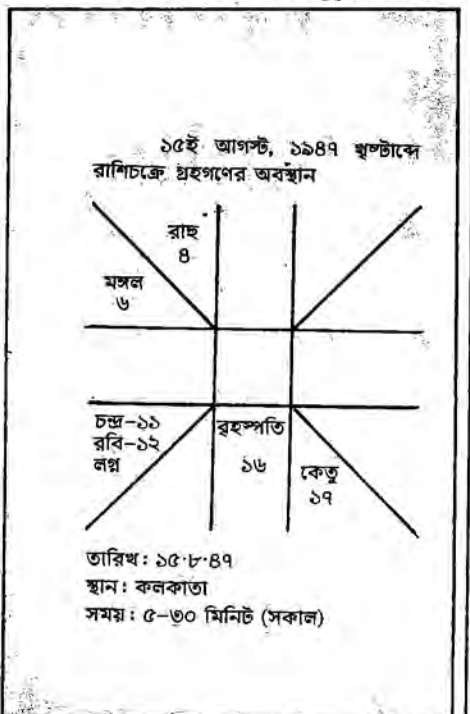 ১৫ই আগস্ট, ১৯৪৭ খৃষ্টাব্দে
রাশিচক্রে গ্রহগণের অবস্থান
রাহু
৪
মঙ্গল
৬
চন্দ্র-১১
রবি-১২
লগ্ন
বৃহস্পতি
১৬
কেতু
১৭
তারিখ : ১৫·৮·৪৭
স্থান : কলকাতা
সময় : ৫-৩০ মিনিট (সকাল)